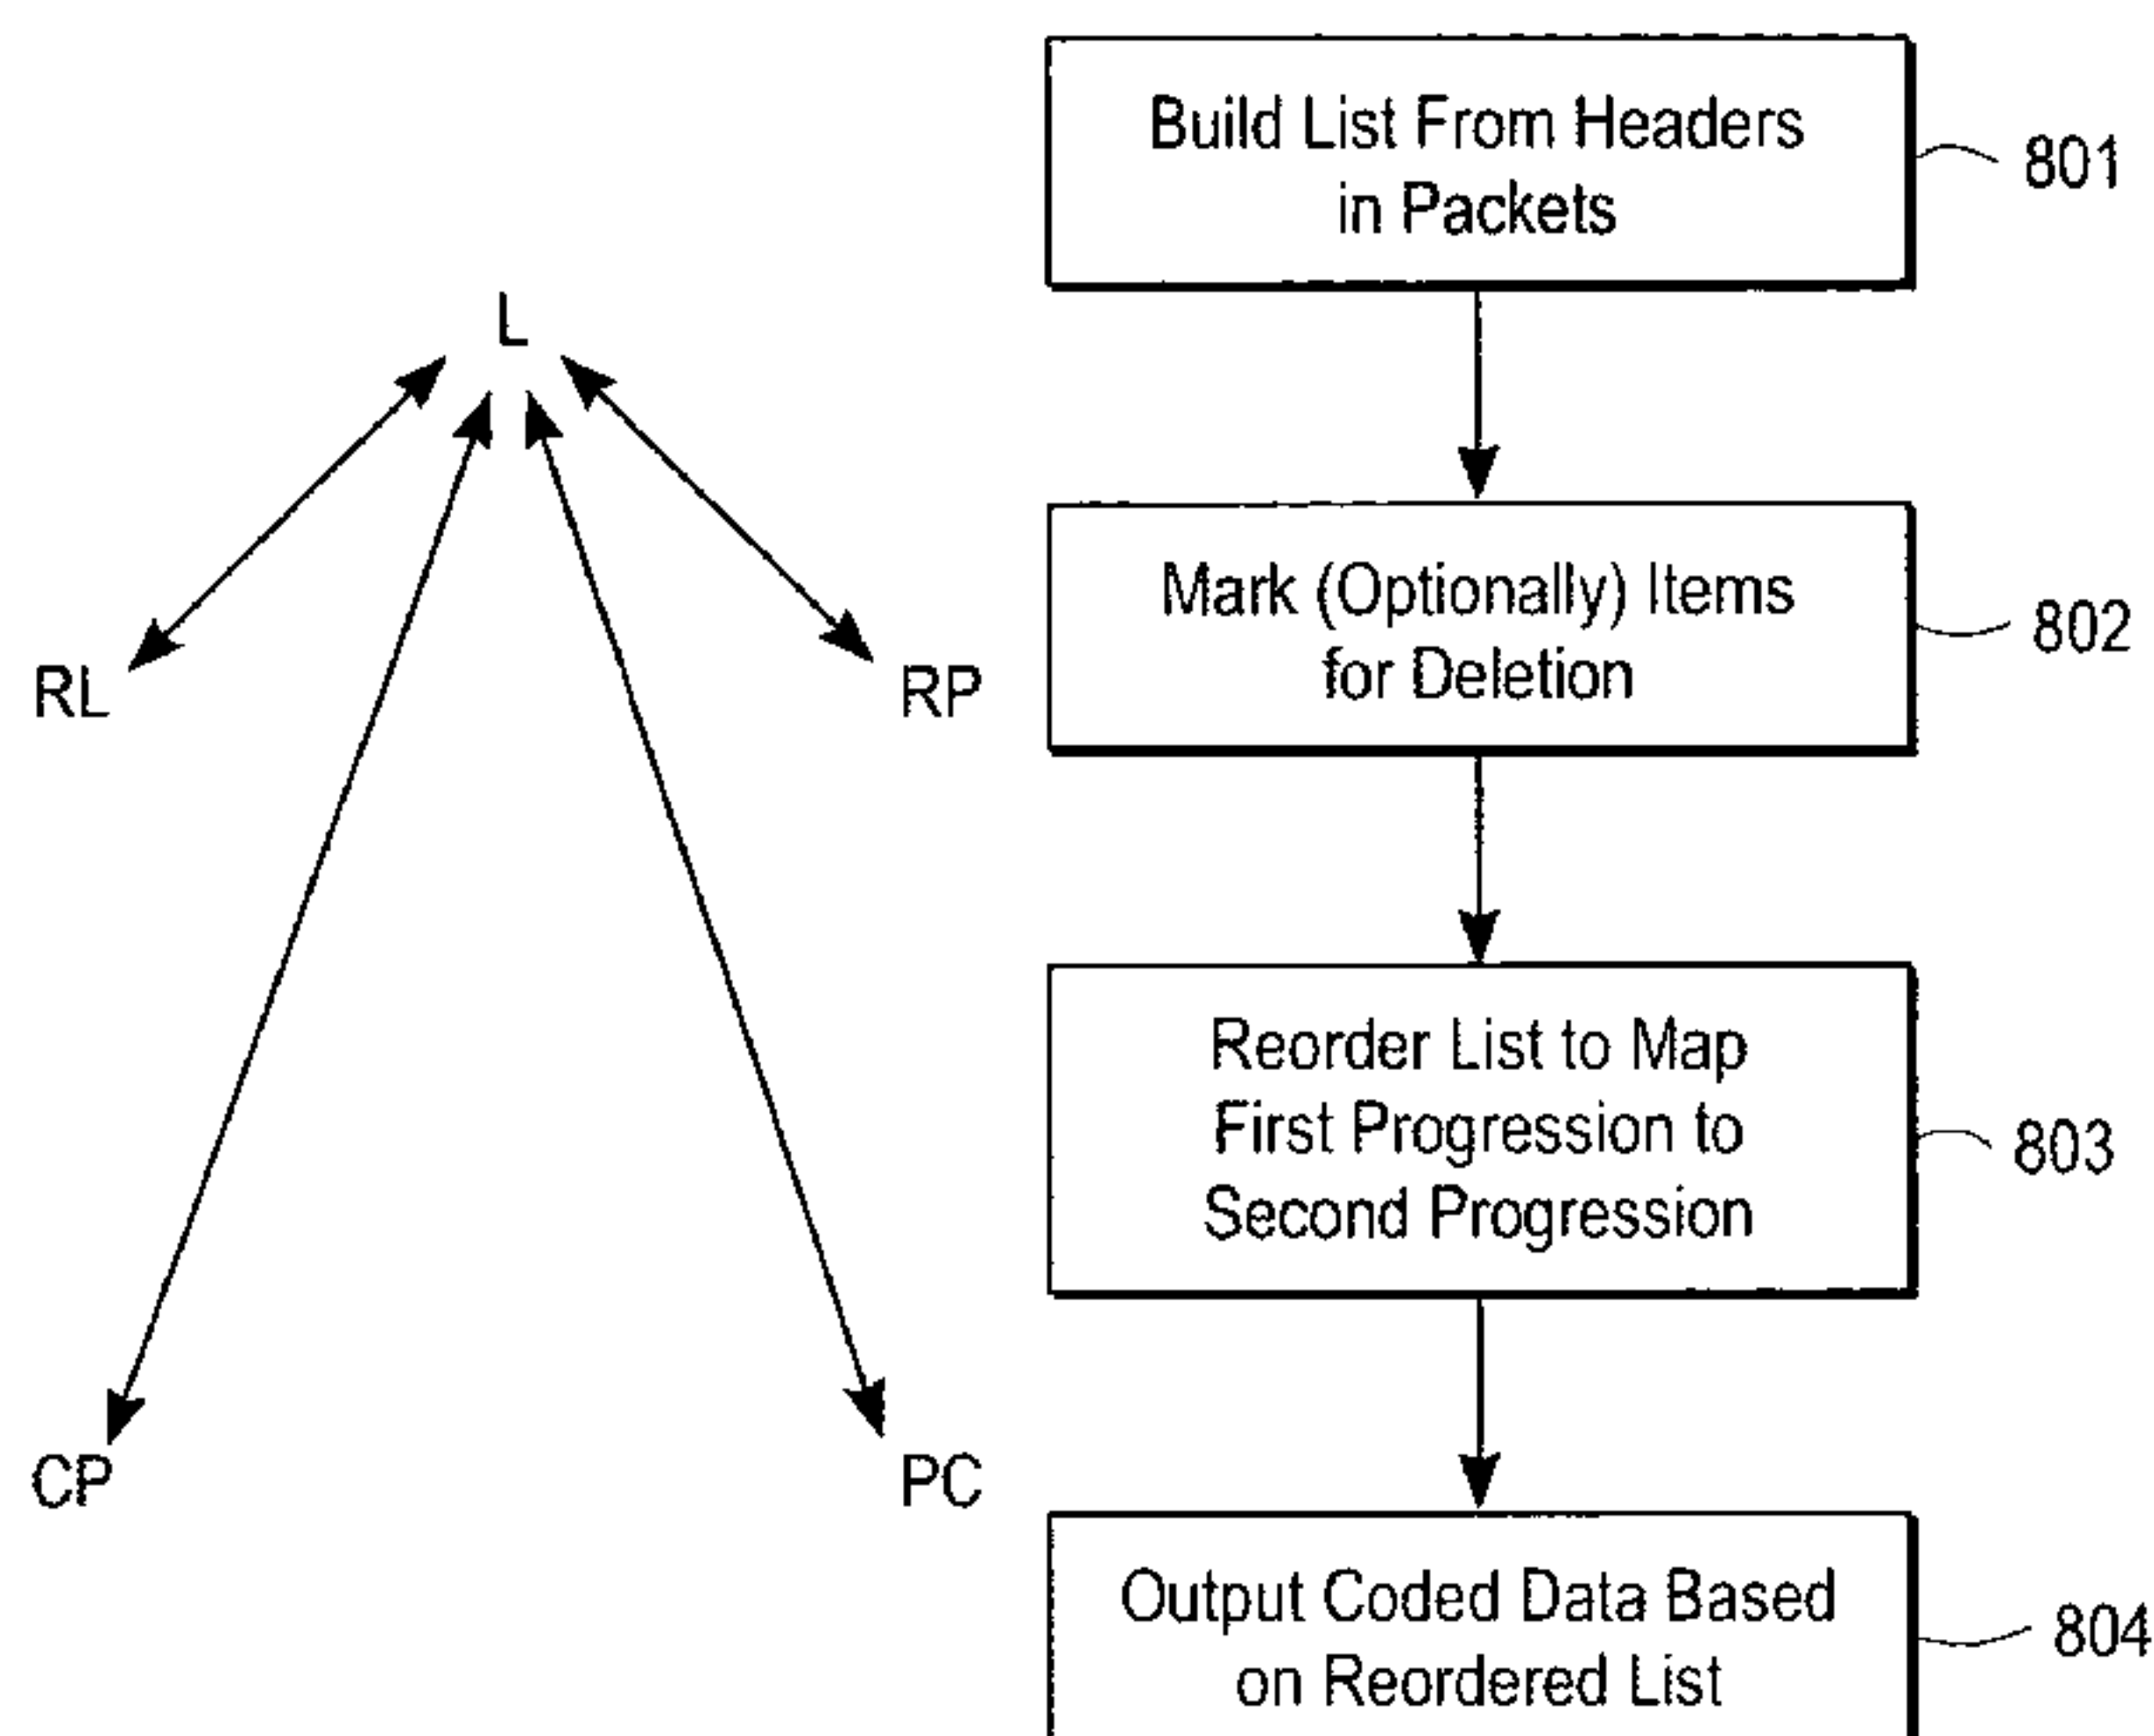 L
RL
RP
CP
PC
Build List From Headers
in Packets
801
Mark (Optionally) Items
for Deletion
802
Reorder List to Map
First Progression to
Second Progression
803
Output Coded Data Based
on Reordered List
804